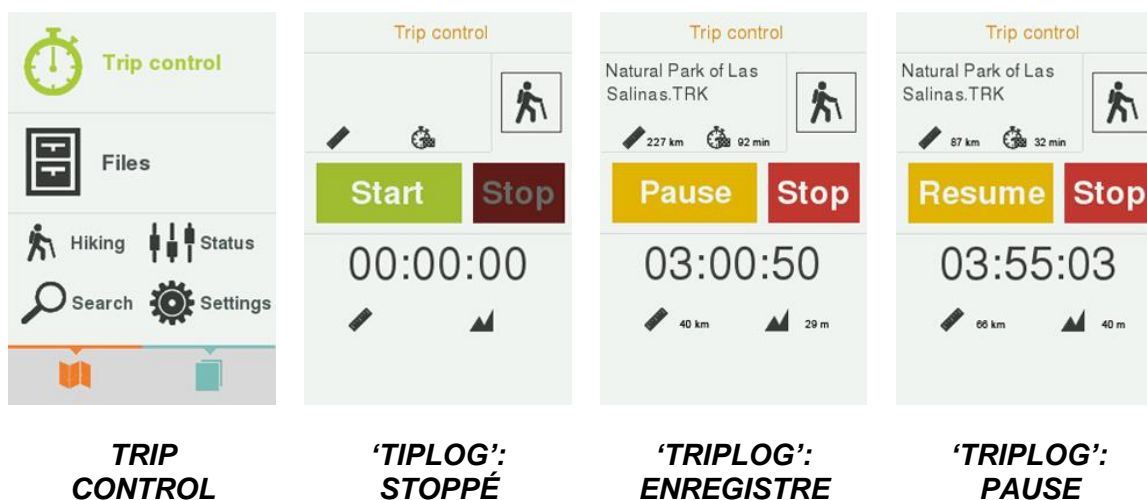 Trip control
Files
Hiking
Status
Search
Settings
Trip control
Start
Stop
00:00:00
Trip control
Natural Park of Las
Salinas.TRK
227 km
92 min
Pause
Stop
03:00:50
40 km
29 m
Trip control
Natural Park of Las
Salinas.TRK
87 km
32 min
Resume
Stop
03:55:03
66 km
40 m
TRIP
CONTROL
‘TIPLOG’:
STOPPÉ
‘TRIPLOG’:
ENREGISTRE
‘TRIPLOG’:
PAUSE